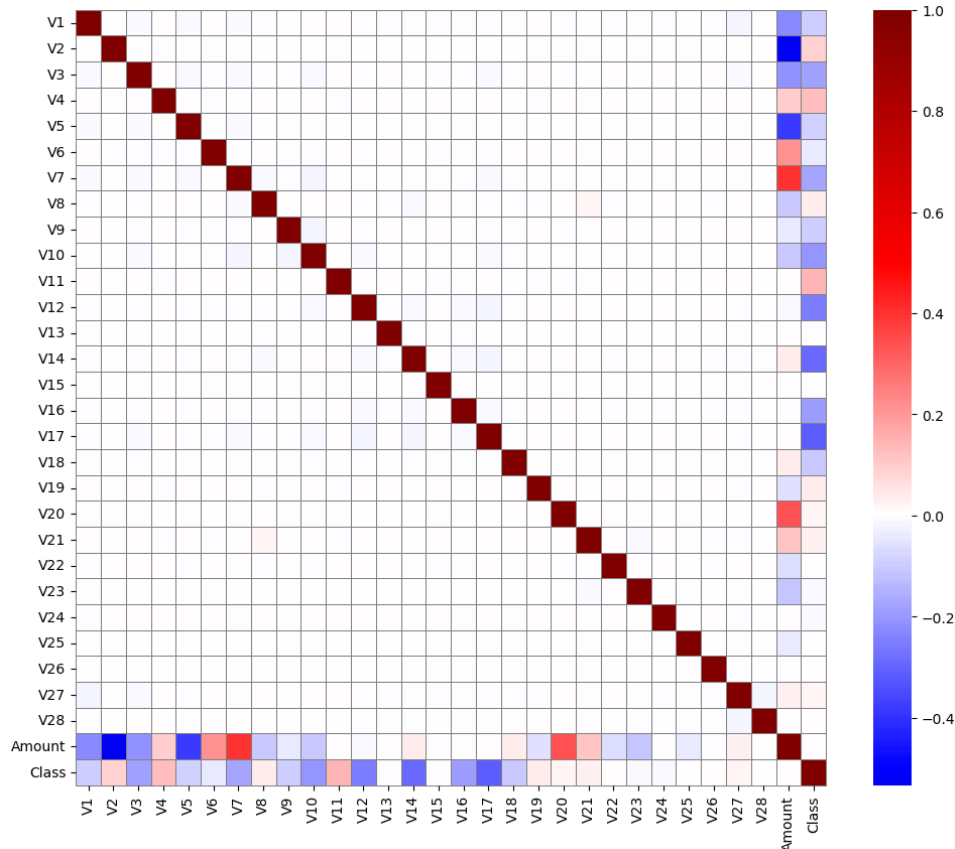 V1
V2
V3
V4
V5
V6
V7
V8
V9
V10
V11
V12
V13
V14
V15
V16
V17
V18
V19
V20
V21
V22
V23
V24
V25
V26
V27
V28
Amount
Class
V1 V2 V3 V4 V5 V6 V7 V8 V9 V10 V11 V12 V13 V14 V15 V16 V17 V18 V19 V20 V21 V22 V23 V24 V25 V26 V27 V28 Amount Class
1.0
0.8
0.6
0.4
0.2
0.0
−0.2
−0.4